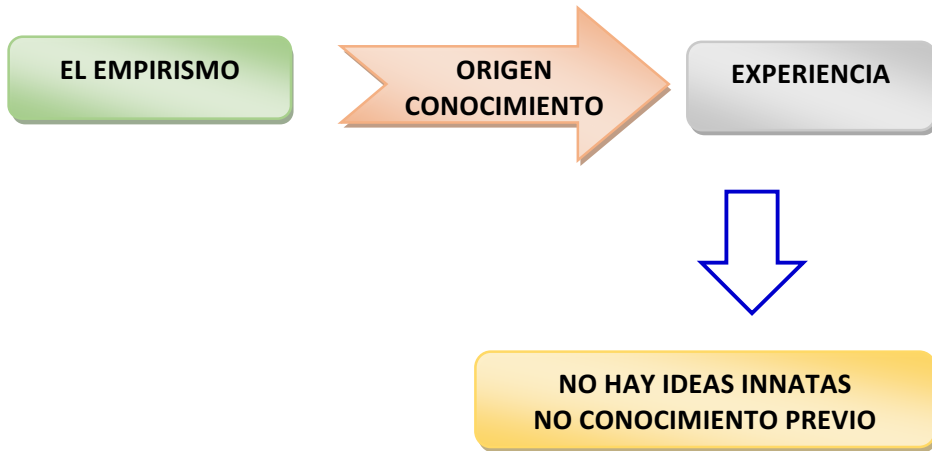 EL EMPIRISMO
ORIGEN
CONOCIMIENTO
EXPERIENCIA
NO HAY IDEAS INNATAS
NO CONOCIMIENTO PREVIO